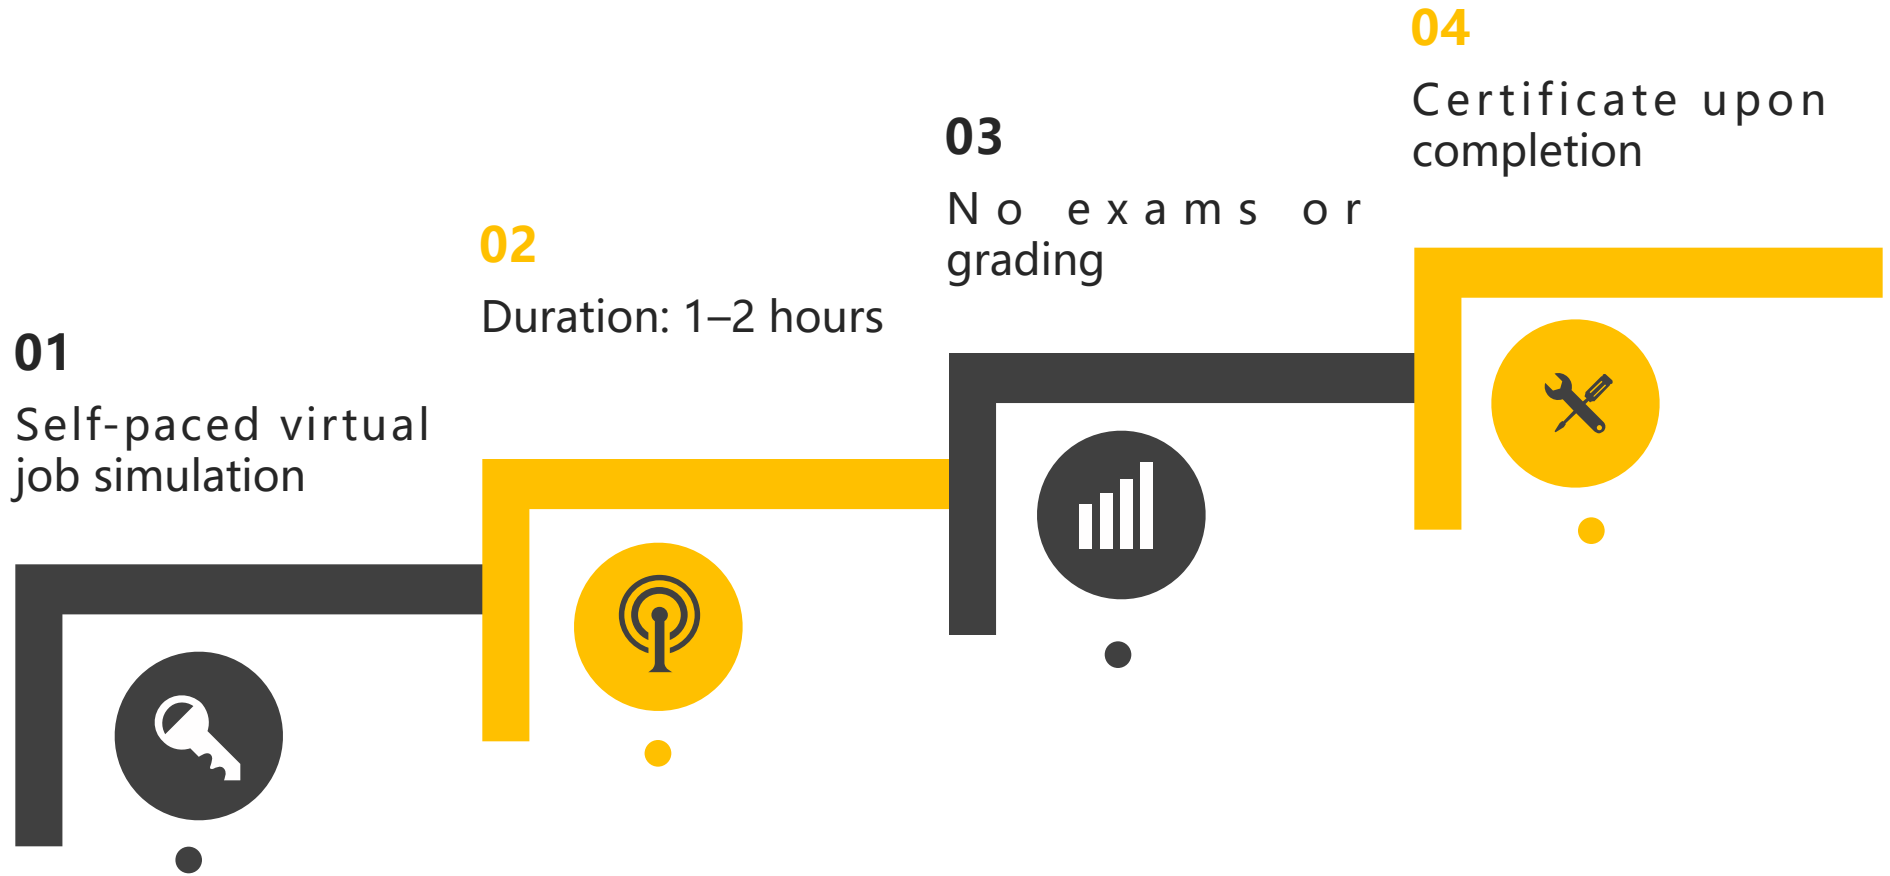 01
Self-paced virtual
job simulation
02
Duration: 1–2 hours
03
No exams or
grading
04
Certificate upon
completion